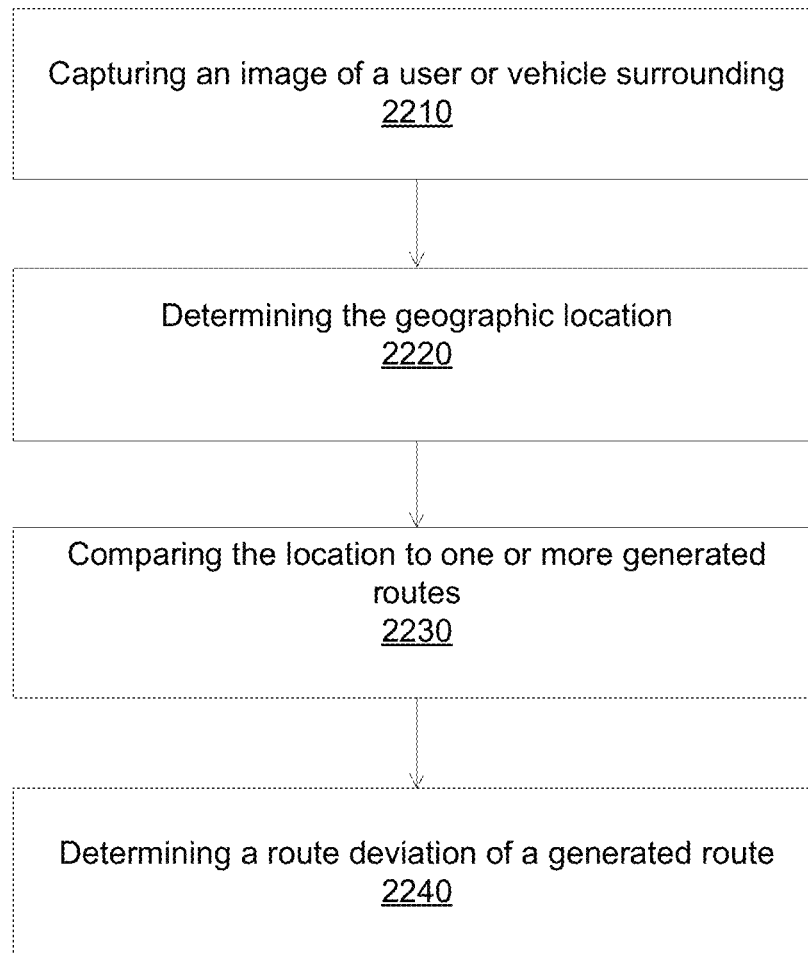 Capturing an image of a user or vehicle surrounding
2210
Determining the geographic location
2220
Comparing the location to one or more generated
routes
2230
Determining a route deviation of a generated route
2240